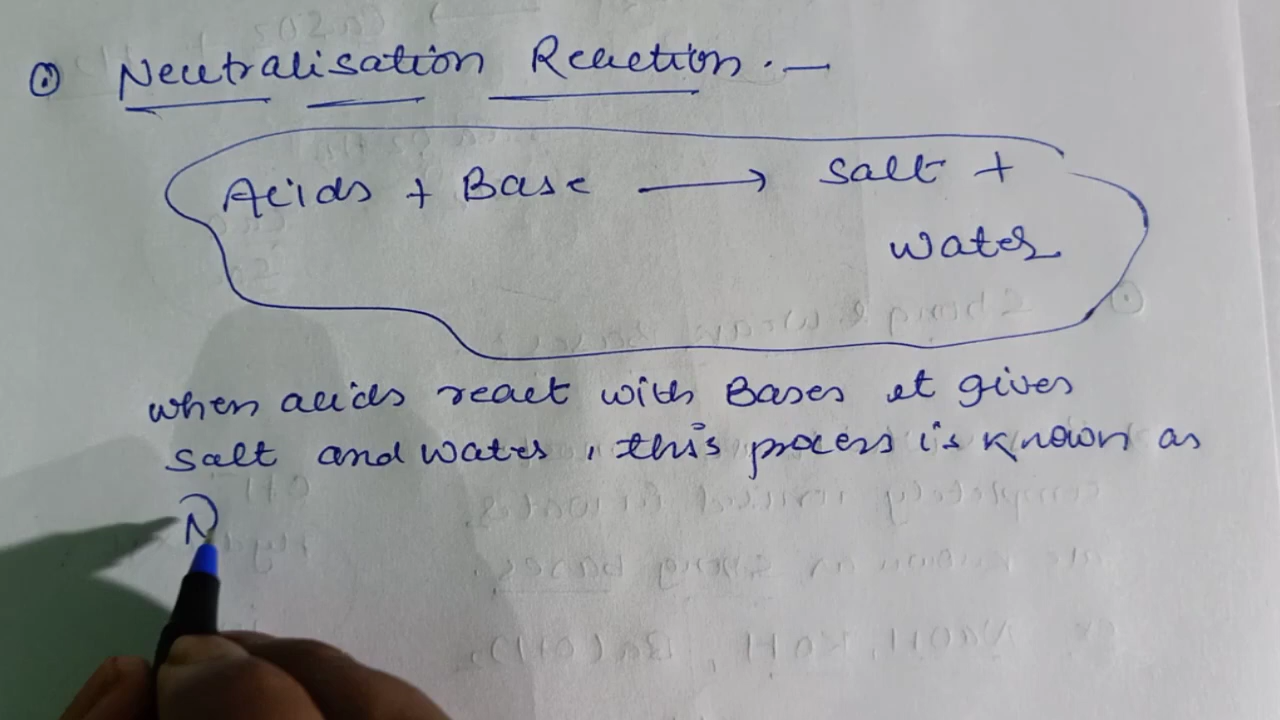 Neutralisation Reaction . —
Acids + Base → Salt +
Water
when acids react with Bases it gives
salt and water, this process is known as
N